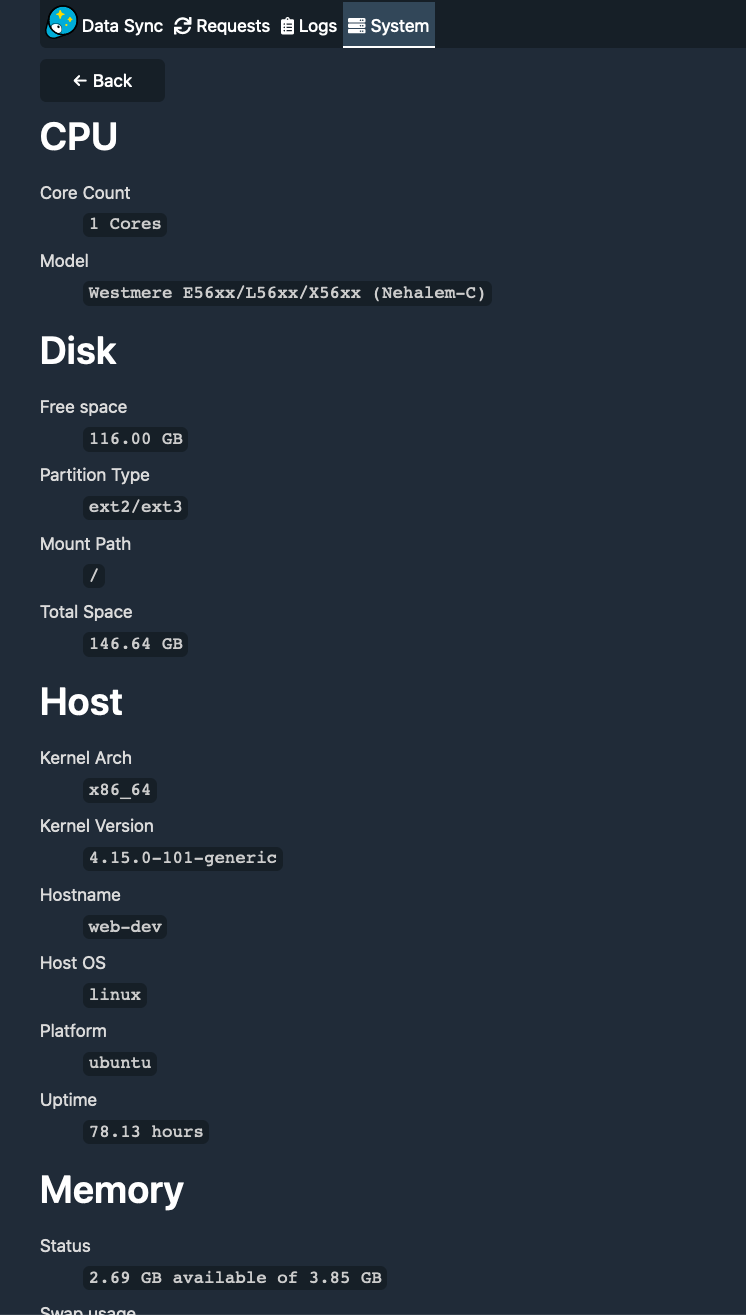 Data Sync Requests Logs System
← Back
CPU
Core Count
1 Cores
Model
Westmere E56xx/L56xx/X56xx (Nehalem-C)
Disk
Free space
116.00 GB
Partition Type
ext2/ext3
Mount Path
/
Total Space
146.64 GB
Host
Kernel Arch
x86_64
Kernel Version
4.15.0-101-generic
Hostname
web-dev
Host OS
linux
Platform
ubuntu
Uptime
78.13 hours
Memory
Status
2.69 GB available of 3.85 GB
Swap usage